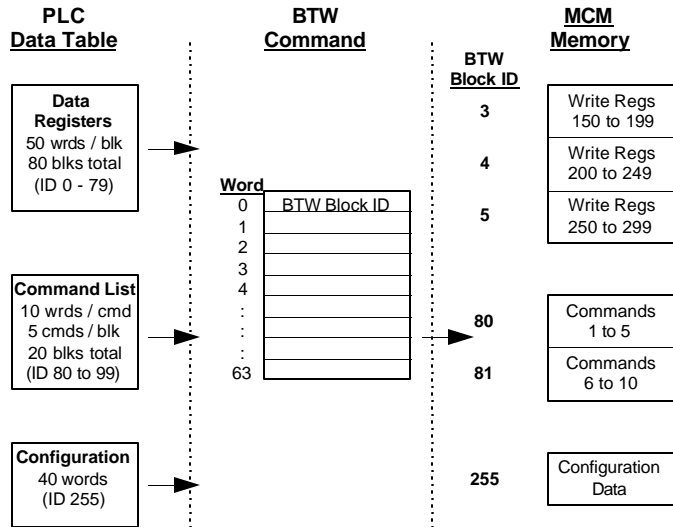 PLC
Data Table
BTW
Command
MCM
Memory
BTW
Block ID
Data
Registers
50 wrds / blk
80 blks total
(ID 0 - 79)
Command List
10 wrds / cmd
5 cmds / blk
20 blks total
(ID 80 to 99)
Configuration
40 words
(ID 255)
Word
0
BTW Block ID
1
2
3
4
:
:
:
63
3
Write Regs
150 to 199
4
Write Regs
200 to 249
5
Write Regs
250 to 299
80
Commands
1 to 5
81
Commands
6 to 10
255
Configuration
Data